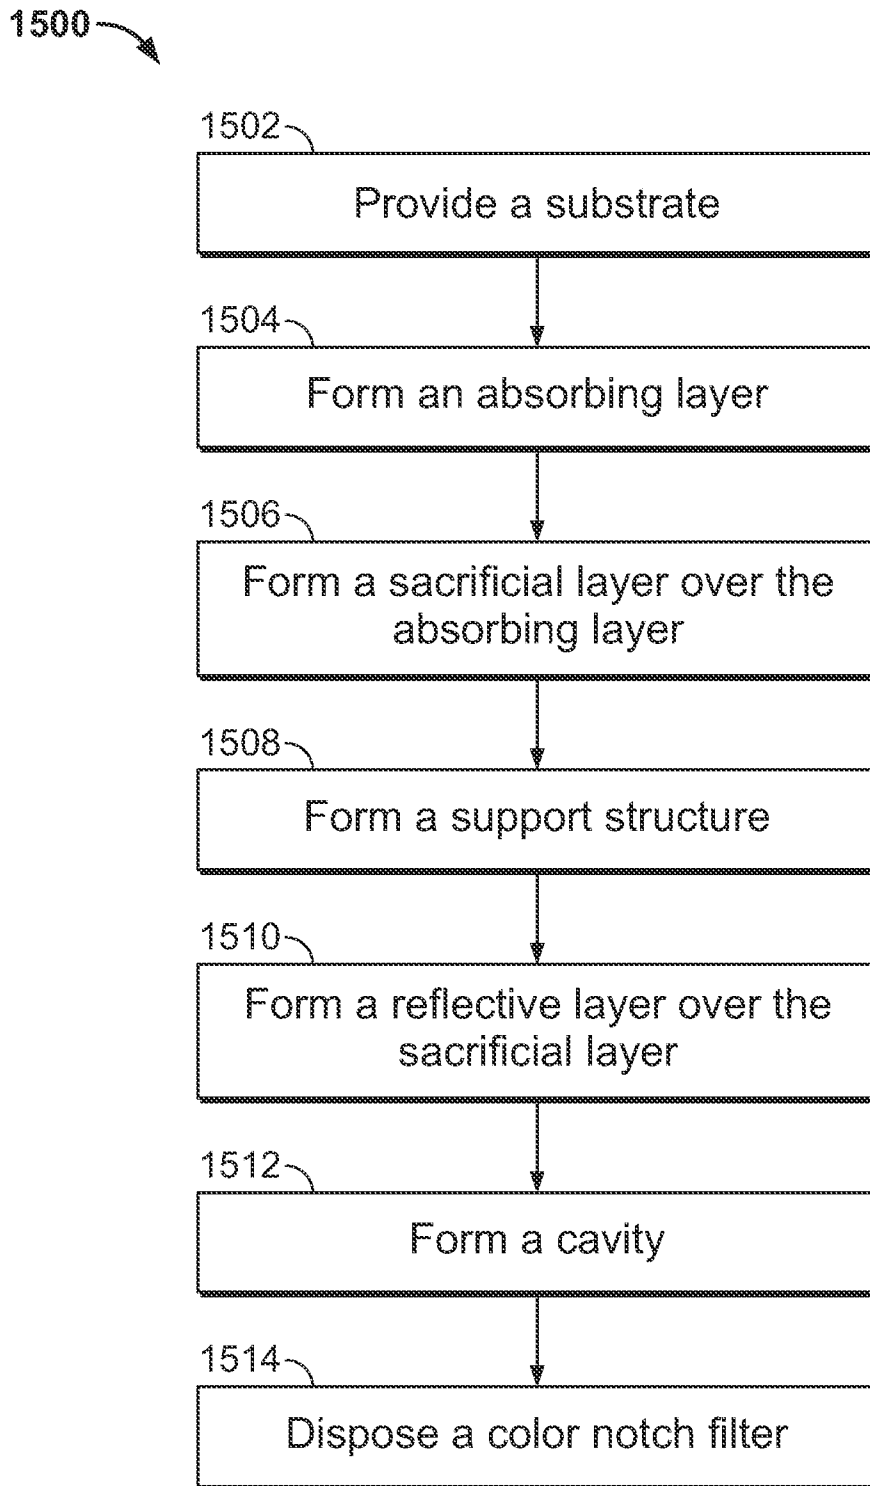 1500
1502
Provide a substrate
1504
Form an absorbing layer
1506
Form a sacrificial layer over the
absorbing layer
1508
Form a support structure
1510
Form a reflective layer over the
sacrificial layer
1512
Form a cavity
1514
Dispose a color notch filter